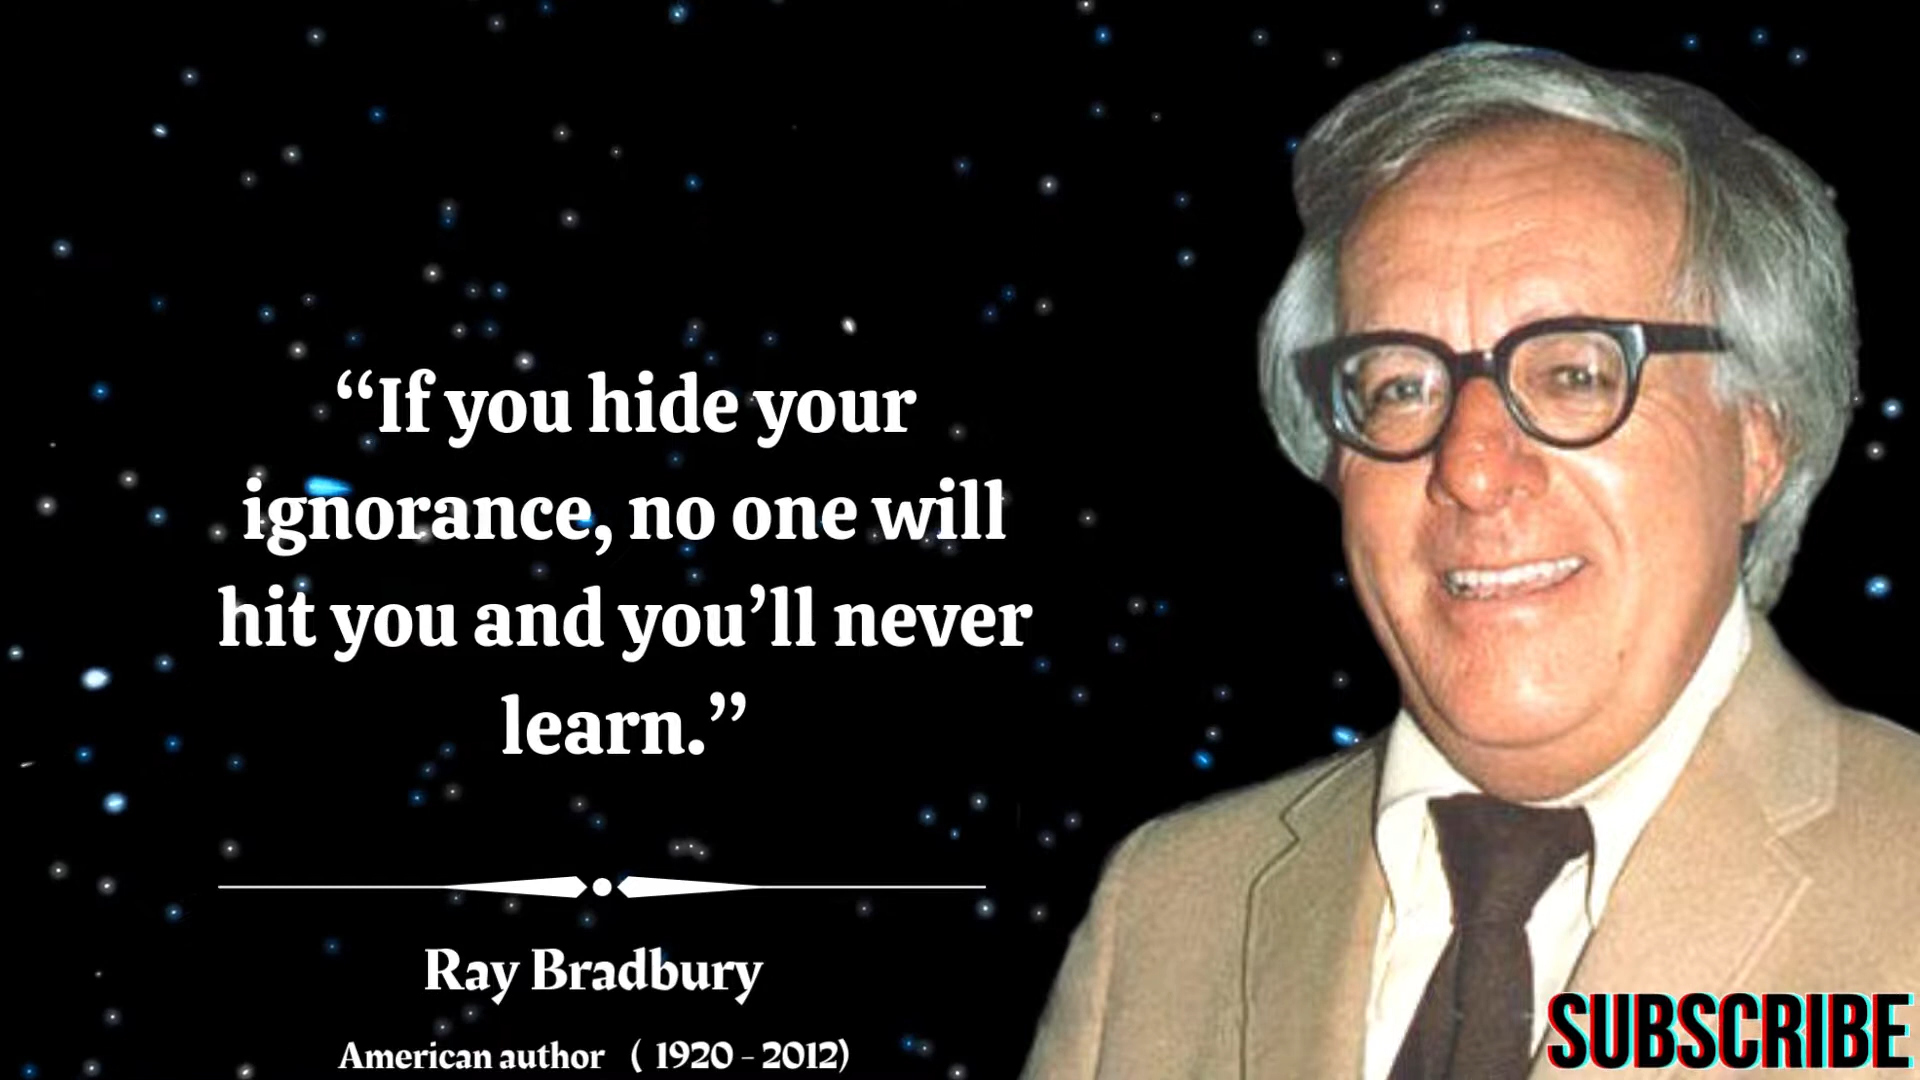 “If you hide your
ignorance, no one will
hit you and you’ll never
learn.”
Ray Bradbury
American author ( 1920 - 2012)
SUBSCRIBE